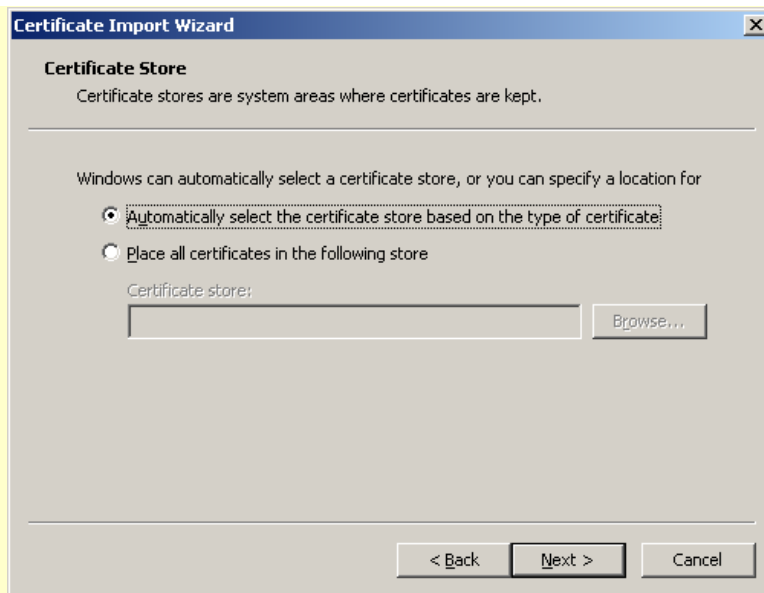 Certificate Import Wizard
Certificate Store
Certificate stores are system areas where certificates are kept.
Windows can automatically select a certificate store, or you can specify a location for
Automatically select the certificate store based on the type of certificate
Place all certificates in the following store
Certificate store:
Browse...
< Back Next > Cancel